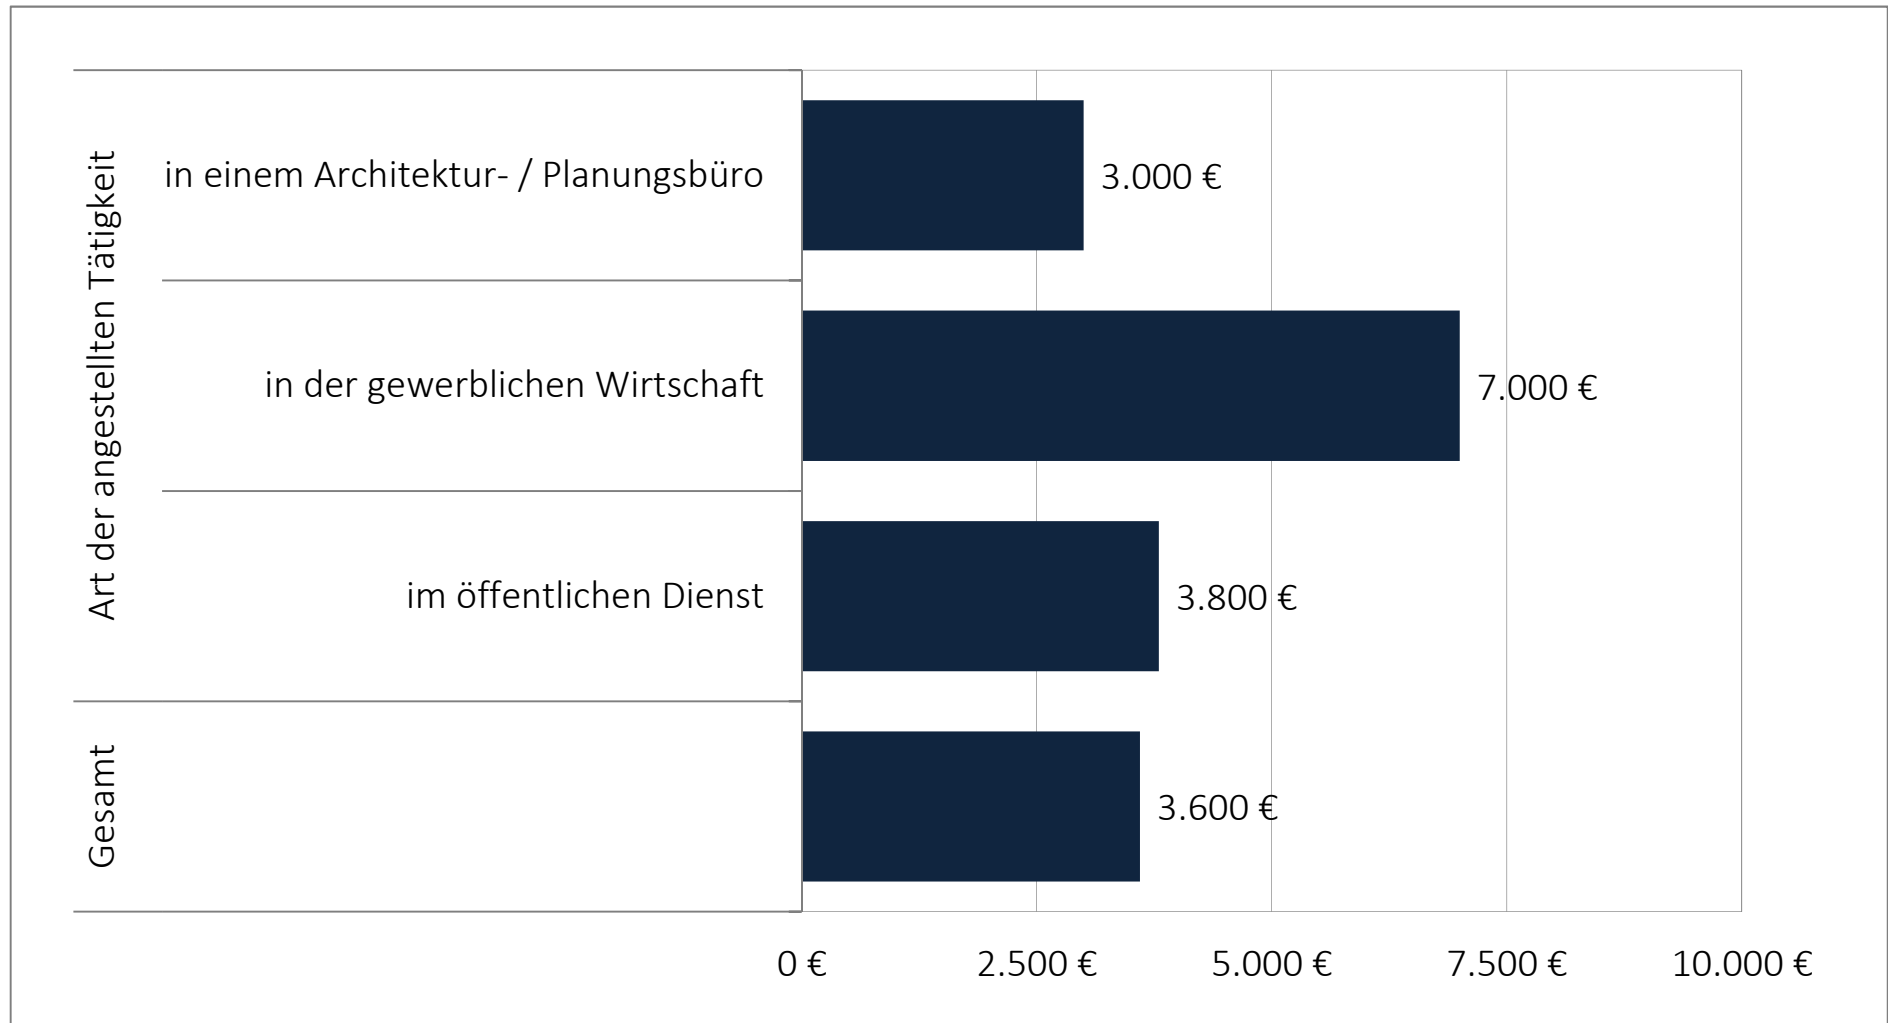 Art der angestellten Tätigkeit
in einem Architektur- / Planungsbüro
3.000 €
in der gewerblichen Wirtschaft
7.000 €
im öffentlichen Dienst
3.800 €
Gesamt
3.600 €
0 €
2.500 €
5.000 €
7.500 €
10.000 €